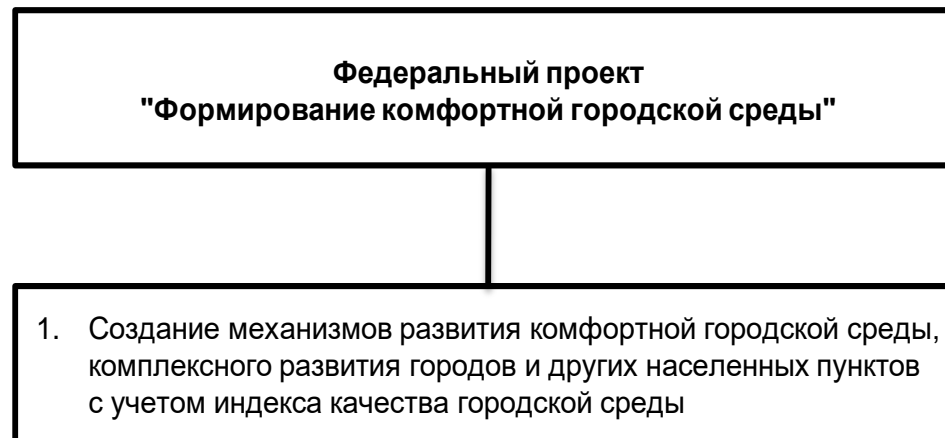 Федеральный проект
"Формирование комфортной городской среды"
1. Создание механизмов развития комфортной городской среды,
комплексного развития городов и других населенных пунктов
с учетом индекса качества городской среды